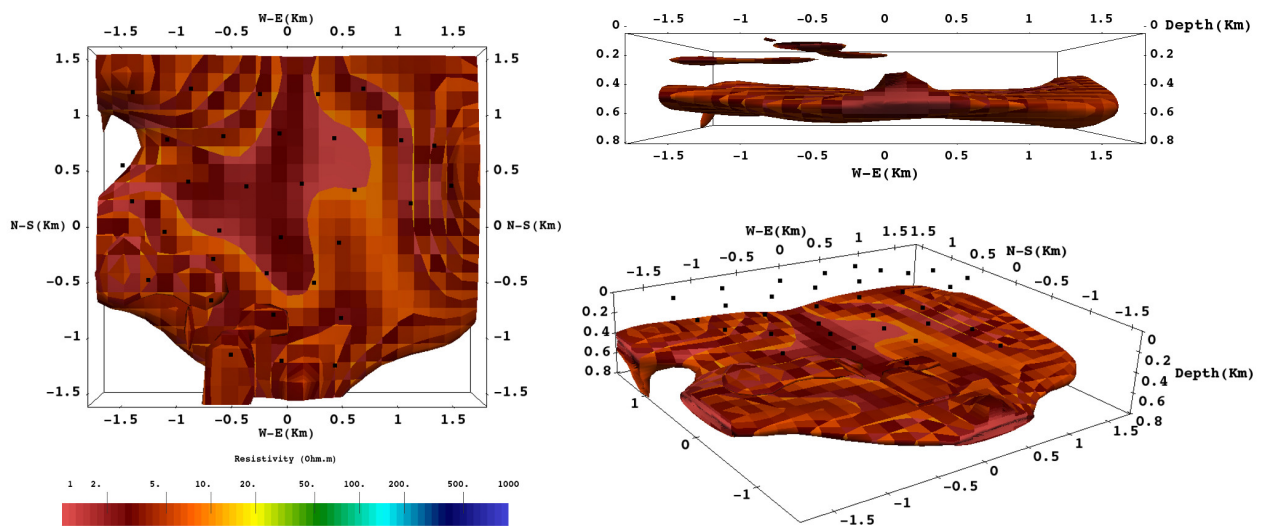 W-E(Km)
-1.5 -1 -0.5 0 0.5 1 1.5
1.5 1.5
1 1
0.5 0.5
N-S(Km) 0 0 N-S(Km)
-0.5 -0.5
-1 -1
-1.5 -1.5
-1.5 -1 -0.5 0 0.5 1 1.5
W-E(Km)
Resistivity (Ohm.m)
1 2. 5. 10. 20. 50. 100. 200. 500. 1000
-1.5 -1 -0.5 0 0.5 1 1.5
0 0 Depth(Km)
0.2 0.2
0.4 0.4
0.6 0.6
0.8 0.8
-1.5 -1 -0.5 0 0.5 1 1.5
W-E(Km)
W-E(Km)
-1.5 -1 -0.5 0 0.5 1 1.5
N-S(Km)
1.5 1 0.5 0 -0.5 -1 -1.5
0
0.2
0.4
0.6
0.8
0
0.2
0.4
0.6
0.8
Depth(Km)
1 0 -1
-1.5 -1 -0.5 0 0.5 1 1.5